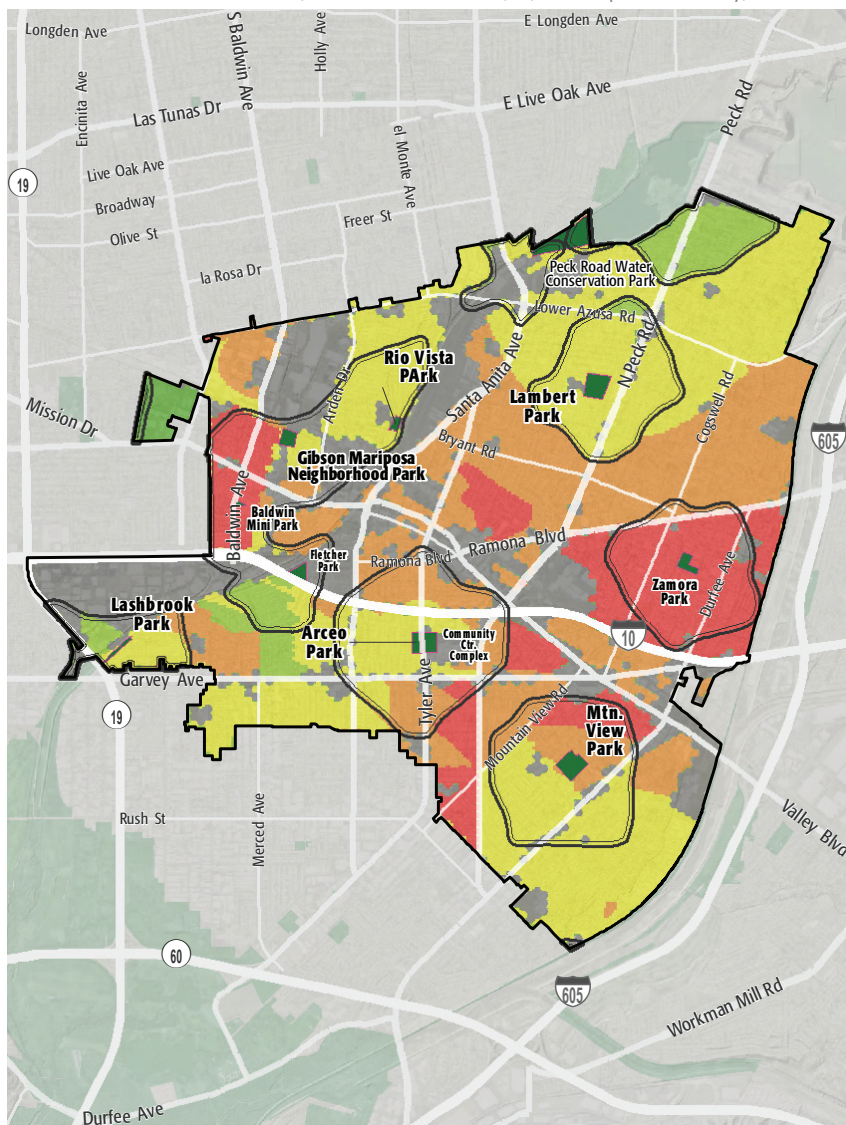 Longden Ave
E Longden Ave
S Baldwin Ave
Holly Ave
Encinita Ave
Las Tunas Dr
E Live Oak Ave
Peck Rd
el Monte Ave
Live Oak Ave
19
Broadway
Freer St
Olive St
la Rosa Dr
Peck Road Water
Conservation Park
Lower Azusa Rd
Rio Vista
PArk
Santa Anita Ave
N Peck Rd
Arden Dr
Lambert
Park
Cogswell Rd
Mission Dr
605
Bryant Rd
Gibson Mariposa
Neighborhood Park
Baldwin, Ave
Baldwin
Mini Park
Ramona Blvd
Fletcher
Park
Ramona Blvd
Zamora
Park
Durfee Ave
Lashbrook
Park
Arceo
Park
Community
Ctr.
Complex
10
Garvey Ave
Tyler Ave
19
Mountain View Rd
Mtn.
View
Park
Rush St
Merced Ave
Valley Blvd
60
605
Workman Mill Rd
Durfee Ave